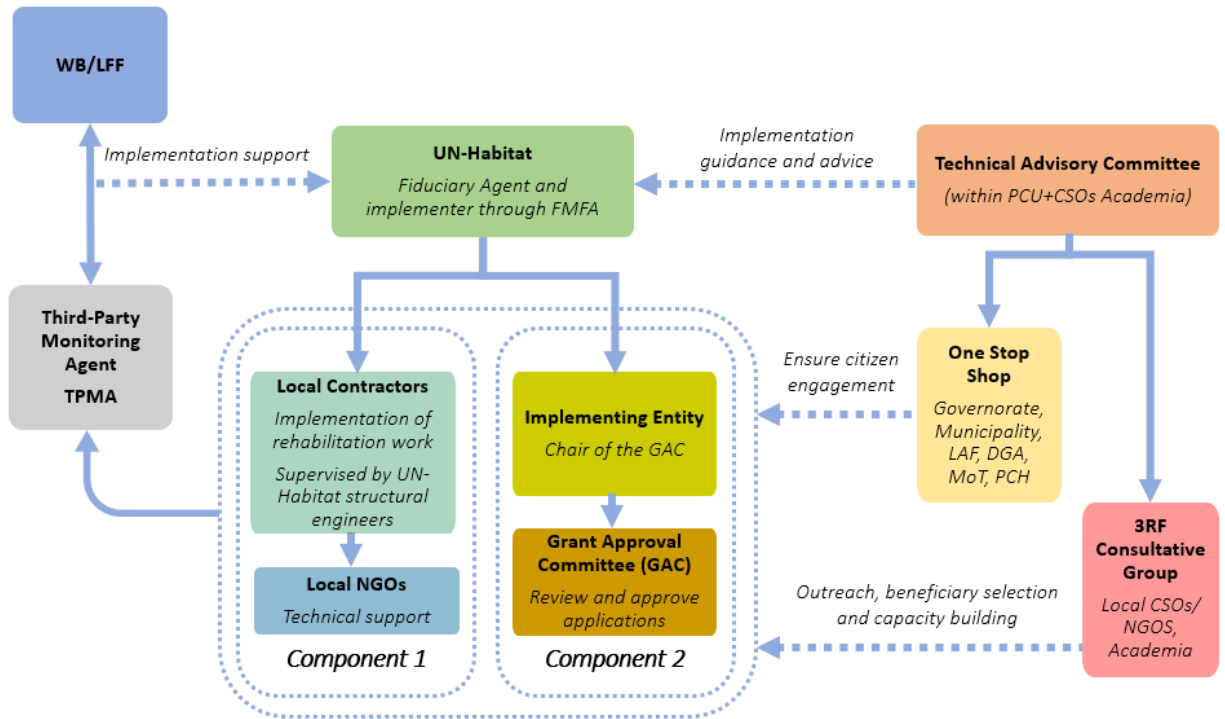 WB/LFF
Implementation support
UN-Habitat
Fiduciary Agent and
implementer through FMFA
Implementation
guidance and advice
Technical Advisory Committee
(within PCU+CSOs Academia)
Third-Party
Monitoring
Agent
TPMA
Local Contractors
Implementation of
rehabilitation work
Supervised by UN-
Habitat structural
engineers
Local NGOs
Technical support
Component 1
Implementing Entity
Chair of the GAC
Grant Approval
Committee (GAC)
Review and approve
applications
Component 2
Ensure citizen
engagement
One Stop
Shop
Governorate,
Municipality,
LAF, DGA,
MoT, PCH
Outreach, beneficiary selection
and capacity building
3RF
Consultative
Group
Local CSOs/
NGOS,
Academia